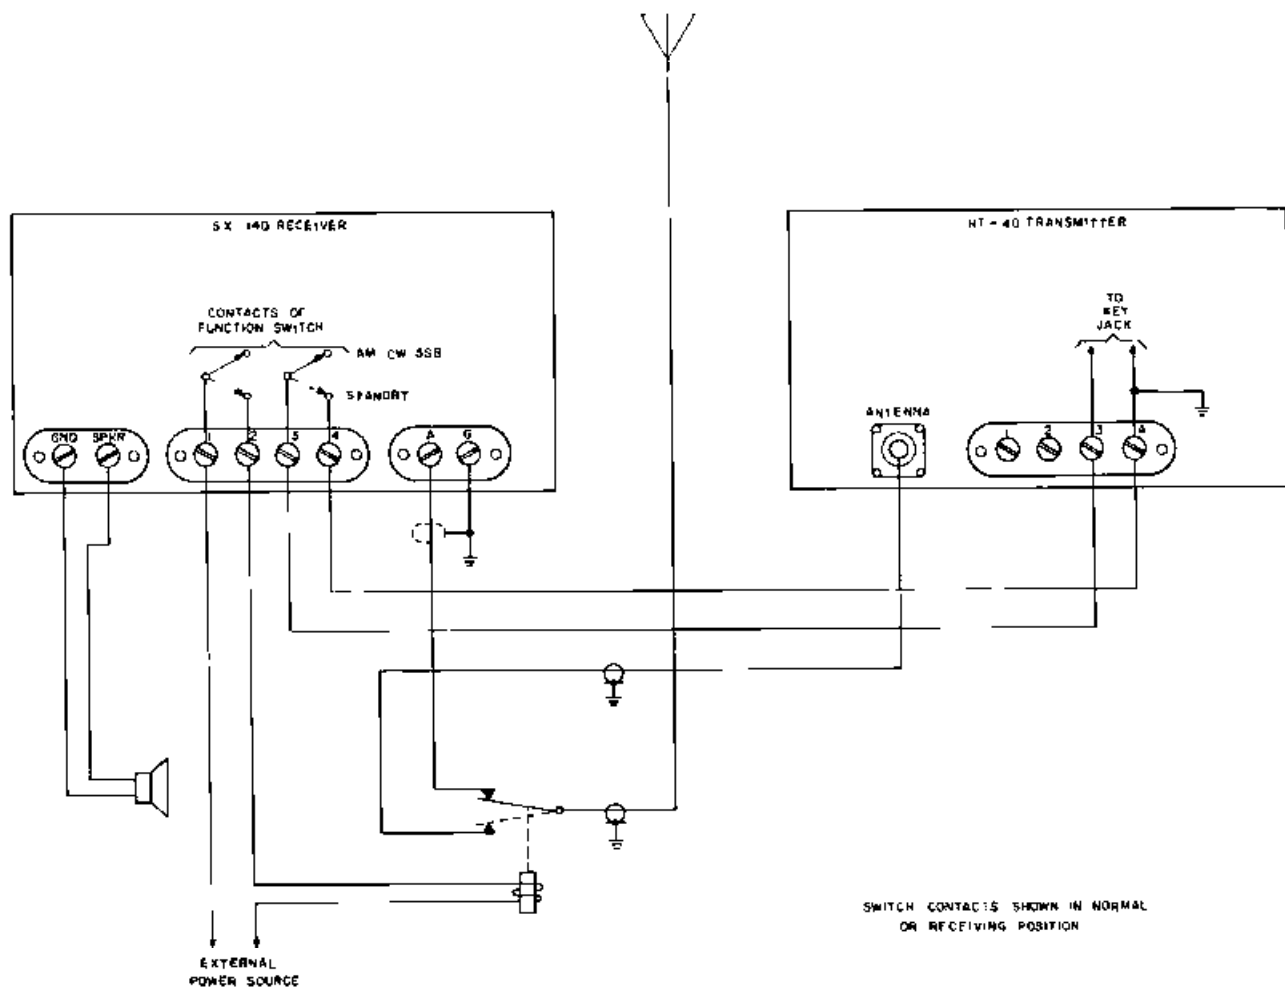 SX 140 RECEIVER
HT-40 TRANSMITTER
CONTACTS OF
FUNCTION SWITCH
AM CW SSB
STANDBY
TO
KEY
JACK
ANTENNA
GND SPKR
1 2 3 4
A G
1 2 3 4
SWITCH CONTACTS SHOWN IN NORMAL
OR RECEIVING POSITION
EXTERNAL
POWER SOURCE